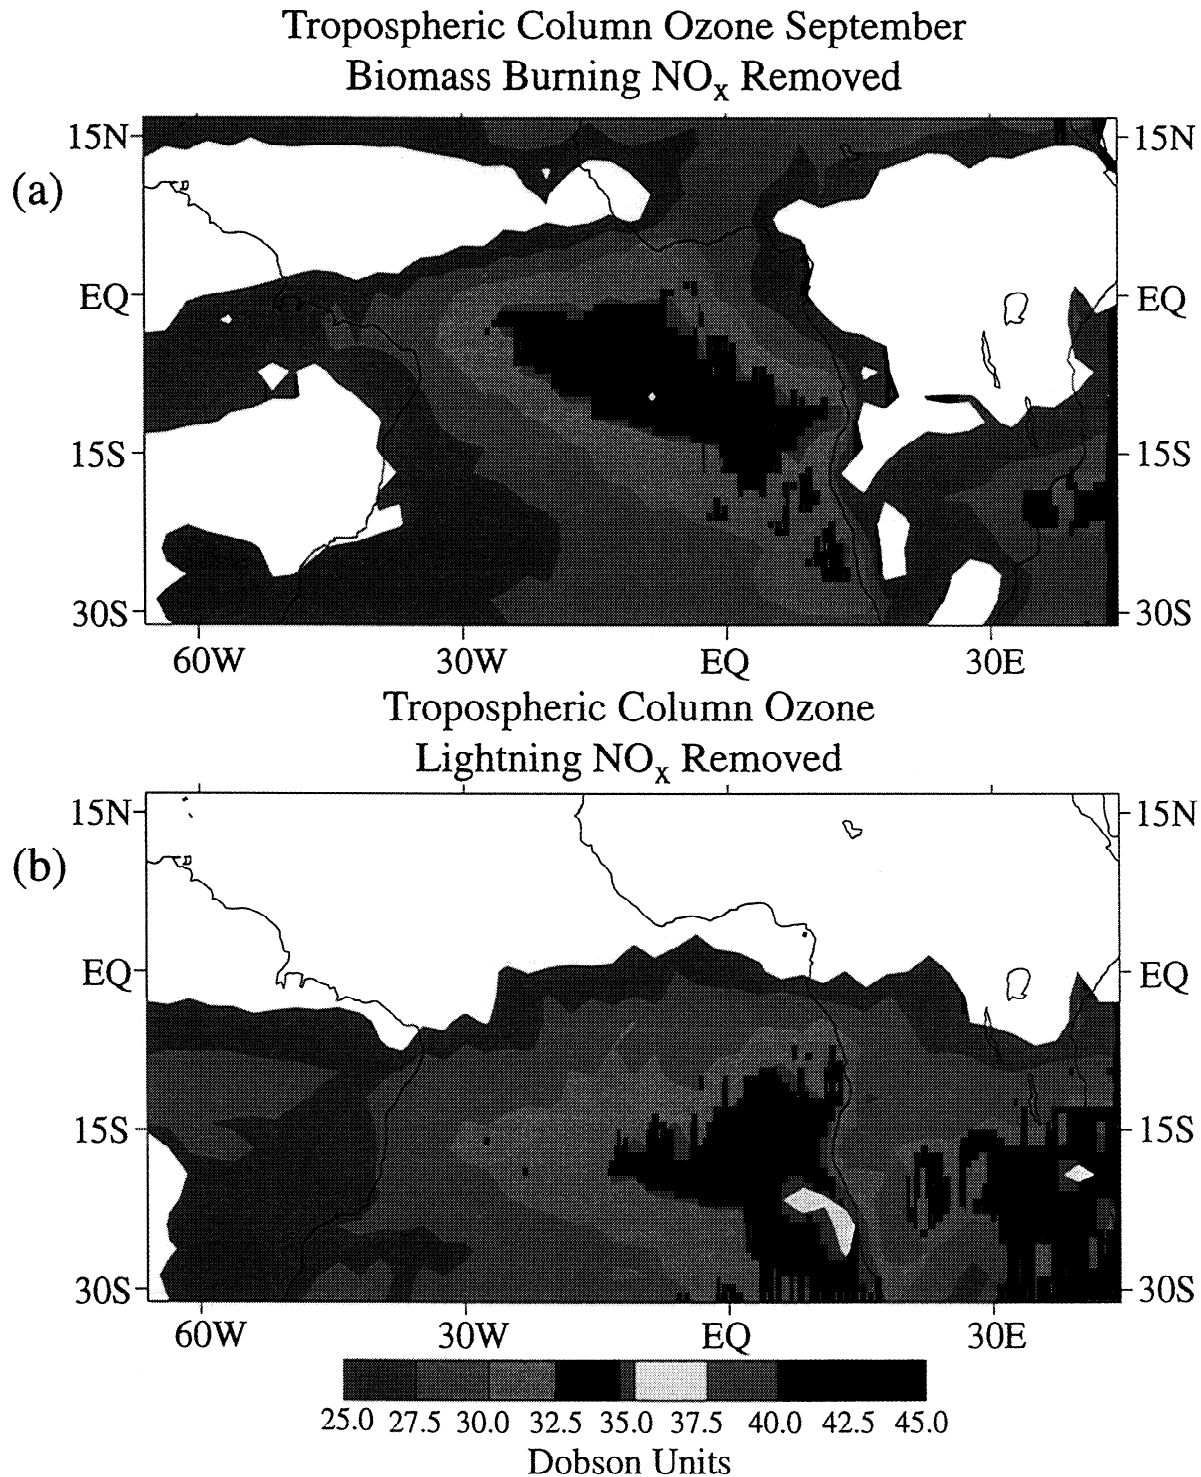 Tropospheric Column Ozone September
Biomass Burning NOx Removed
(a)
15N 15N
EQ EQ
15S 15S
30S 30S
60W 30W EQ 30E
Tropospheric Column Ozone
Lightning NOx Removed
(b)
15N 15N
EQ EQ
15S 15S
30S 30S
60W 30W EQ 30E
25.0 27.5 30.0 32.5 35.0 37.5 40.0 42.5 45.0
Dobson Units